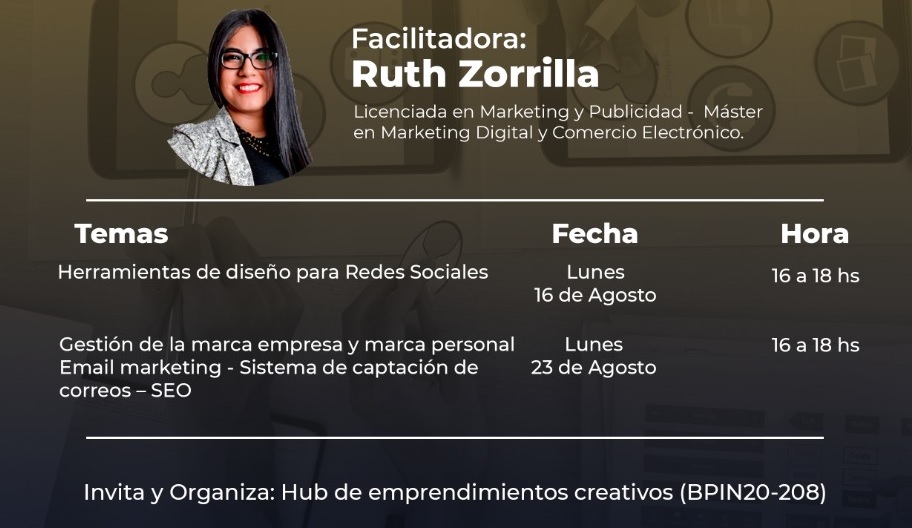 Facilitadora:
Ruth Zorrilla
Licenciada en Marketing y Publicidad - Máster
en Marketing Digital y Comercio Electrónico.
Temas Fecha Hora
Herramientas de diseño para Redes Sociales Lunes 16 a 18 hs
16 de Agosto
Gestión de la marca empresa y marca personal Lunes 16 a 18 hs
Email marketing - Sistema de captación de 23 de Agosto
correos – SEO
Invita y Organiza: Hub de emprendimientos creativos (BPIN20-208)